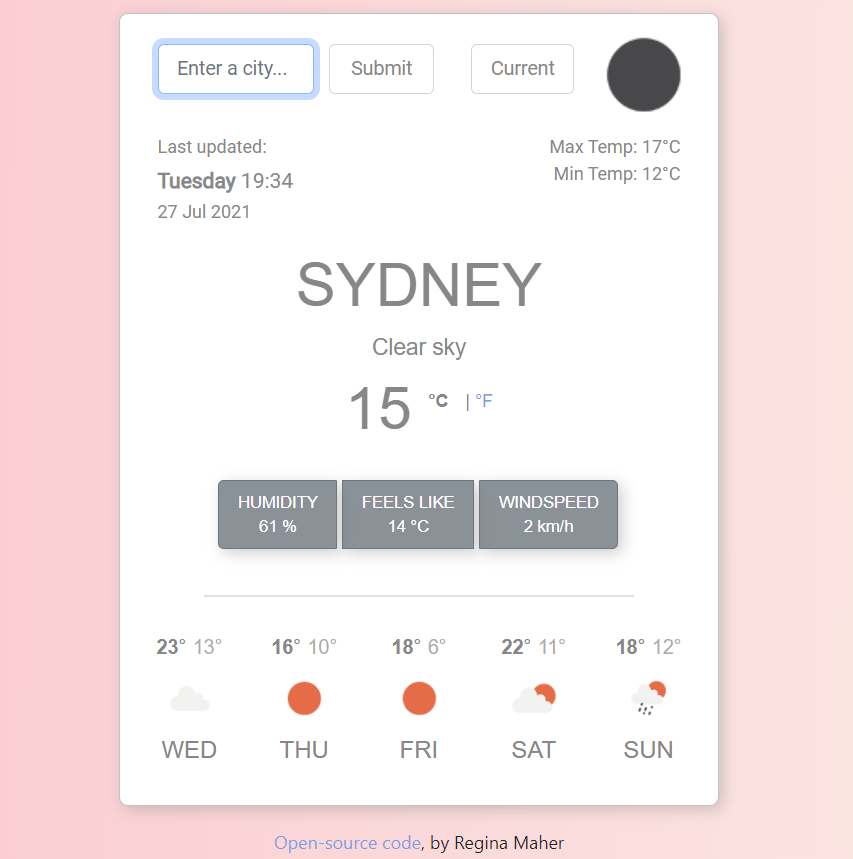 Enter a city... Submit Current
Last updated:
Tuesday 19:34
27 Jul 2021
Max Temp: 17°C
Min Temp: 12°C
SYDNEY
Clear sky
15 °C | °F
HUMIDITY
61 %
FEELS LIKE
14 °C
WINDSPEED
2 km/h
23° 13° 16° 10° 18° 6° 22° 11° 18° 12°
WED THU FRI SAT SUN
Open-source code, by Regina Maher